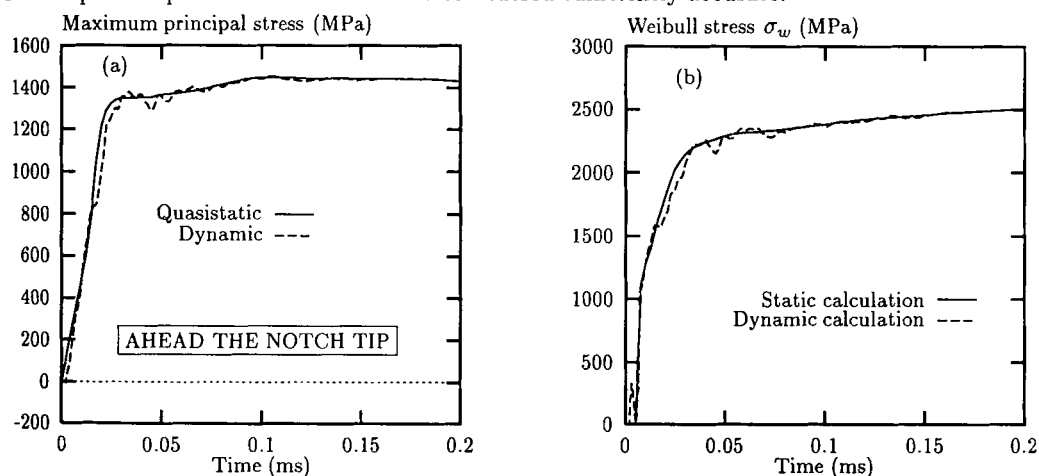 Maximum principal stress (MPa)
1600
1400
1200
1000
800
600
400
200
0
-200
(a)
Quasistatic
Dynamic
AHEAD THE NOTCH TIP
0
0.05
0.1
0.15
0.2
Time (ms)
Weibull stress σw (MPa)
3000
2500
2000
1500
1000
500
0
(b)
Static calculation
Dynamic calculation
0
0.05
0.1
0.15
0.2
Time (ms)